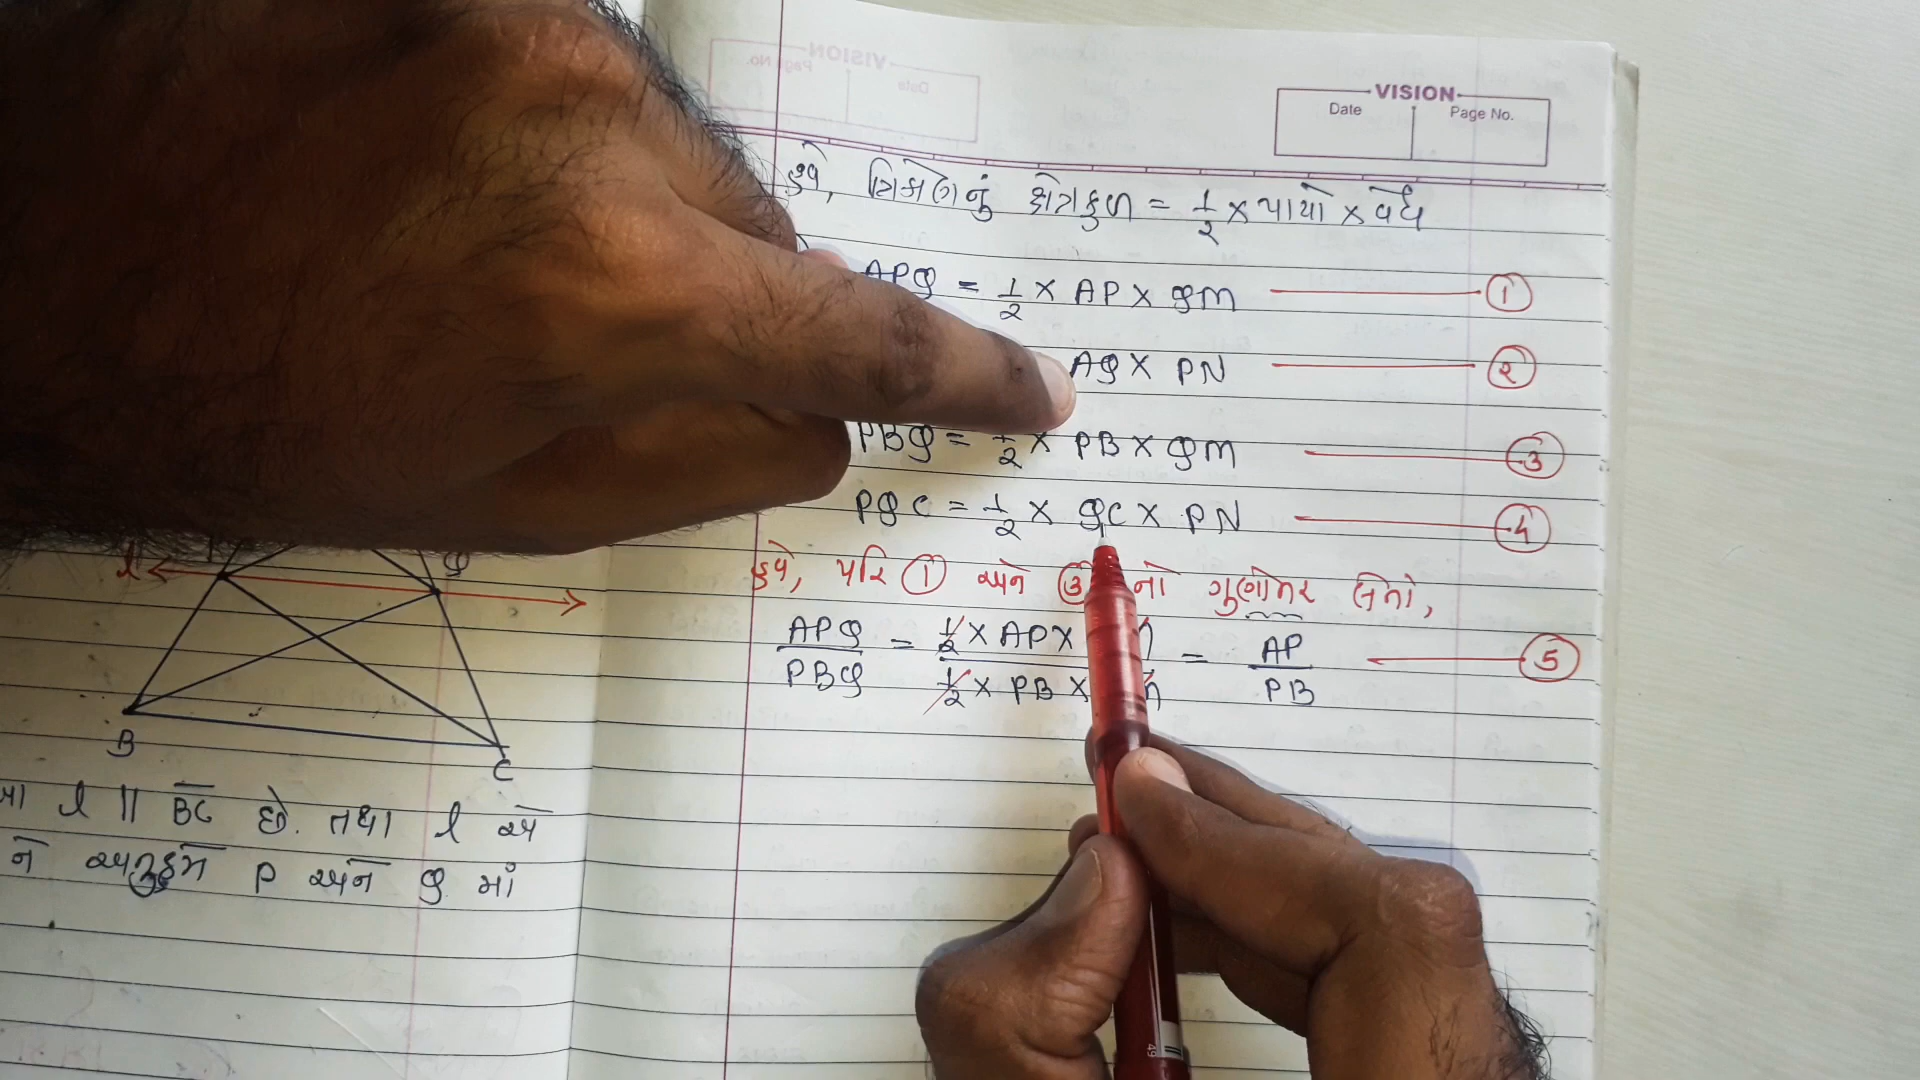 VISION
Date Page No.
હવે, ત્રિકોણનું ક્ષેત્રફળ = 1/2 × પાયો × વેધ
APQ = 1/2 × AP × QM ①
AQ × PN ②
PBQ = 1/2 × PB × QM ③
PQC = 1/2 × QC × PN ④
હવે, પરિ ① અને ③ નો ગુણોત્તર લેતાં,
APQ/PBQ = 1/2 × AP × / 1/2 × PB × = AP/PB ⑤
l Q
B C
l || BC છે. તથા l એ
ને અનુક્રમે P અને Q માં